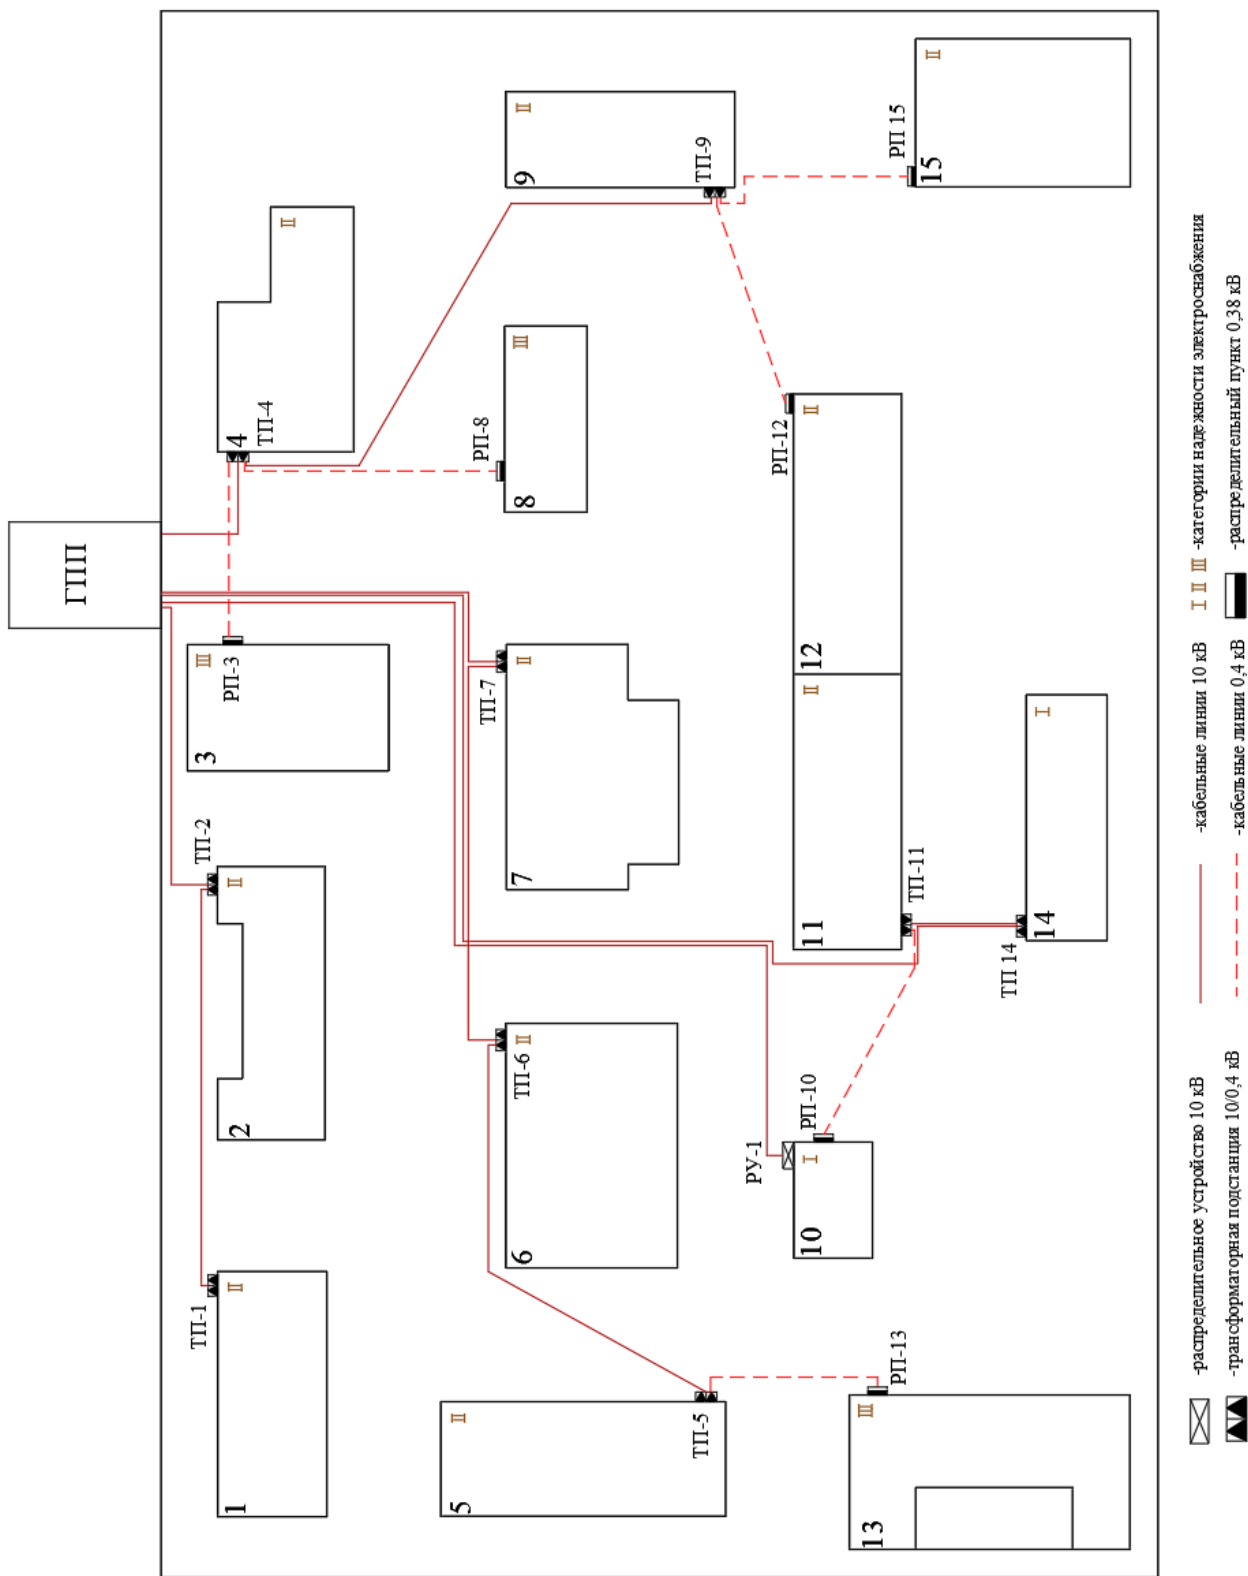 ГПП
ТП-1
1
II
ТП-2
2
II
3
РП-3
III
4
ТП-4
II
5
II
ТП-5
6
ТП-6
II
ТП-7
7
II
РП-8
8
III
9
II
ТП-9
РУ-1
10
I
РП-10
11
II
ТП-11
РП-12
12
II
13
III
РП-13
ТП 14
14
I
РП 15
15
II
-распределительное устройство 10 кВ
-кабельные линии 10 кВ
I II III -категории надежности электроснабжения
-трансформаторная подстанция 10/0,4 кВ
-кабельные линии 0,4 кВ
-распределительный пункт 0,38 кВ